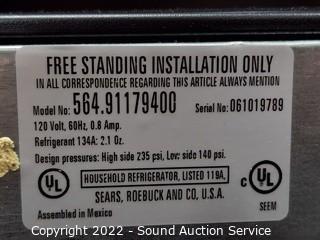 FREE STANDING INSTALLATION ONLY
IN ALL CORRESPONDENCE REGARDING THIS ARTICLE ALWAYS MENTION
Model No: 564.91179400 Serial No: 061019789
120 Volt, 60Hz, 0.8 Amp.
Refrigerant 134A: 2.1 Oz.
Design pressures: High side 235 psi, Low: side 140 psi.
UL HOUSEHOLD REFRIGERATOR, LISTED 119A. C UL
SEARS, ROEBUCK AND CO, U.S.A.
Assembled in Mexico SEEM
Copyright 2022 - Sound Auction Service